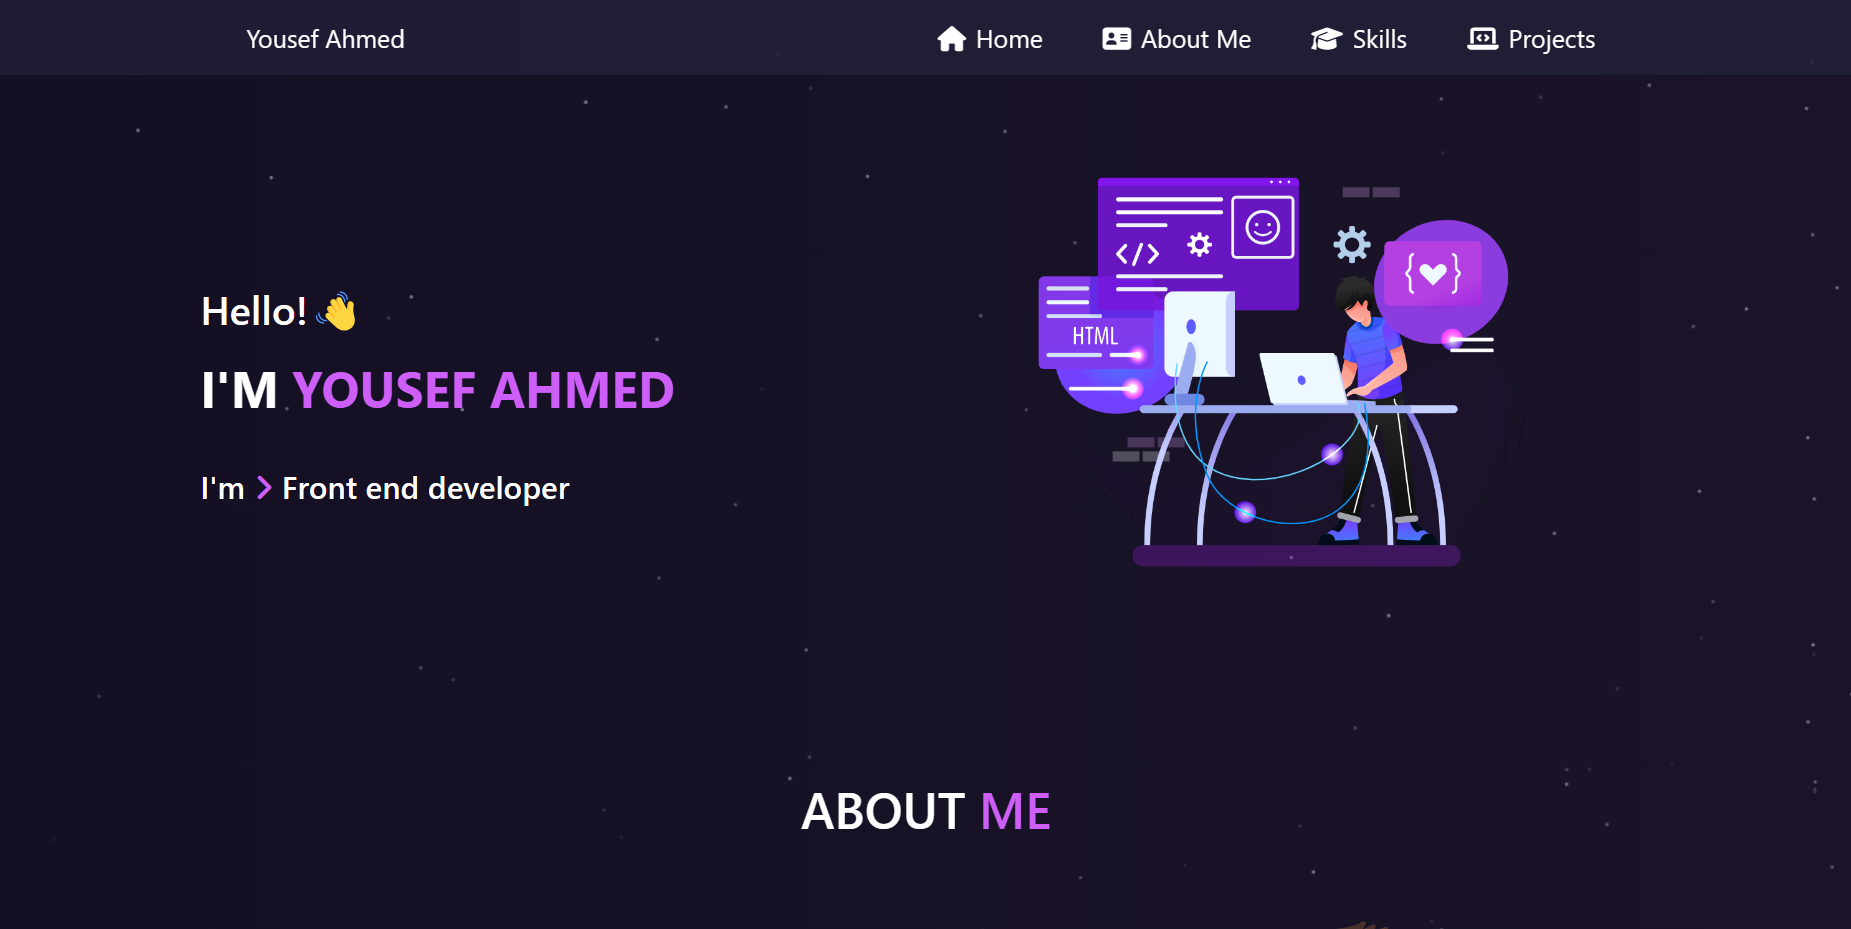 Yousef Ahmed
Home
About Me
Skills
Projects
Hello! 👋
I'M YOUSEF AHMED
I'm > Front end developer
</>
{♥}
HTML
ABOUT ME